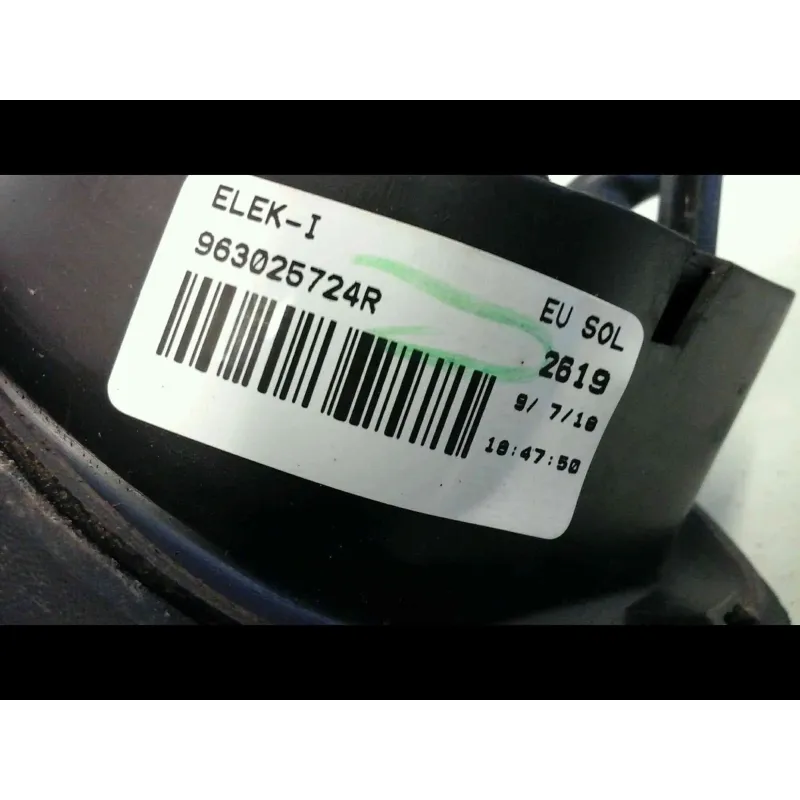 ELEK-I
963025724R
EU SOL
2619
9/ 7/18
18:47:50